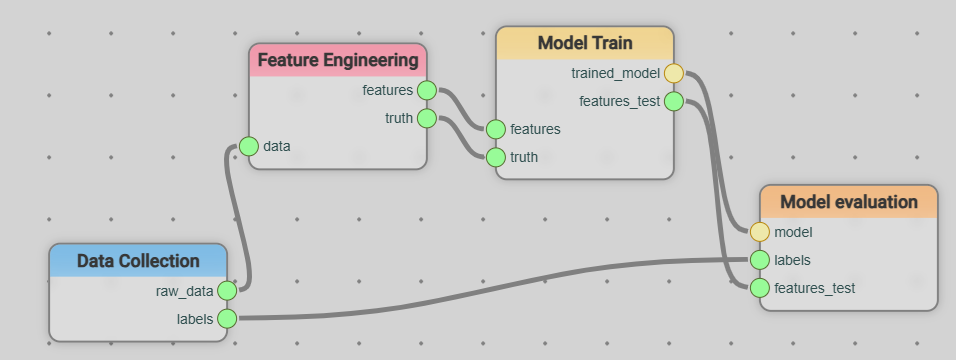 Feature Engineering
features
truth
data
Model Train
trained_model
features_test
features
truth
Data Collection
raw_data
labels
Model evaluation
model
labels
features_test